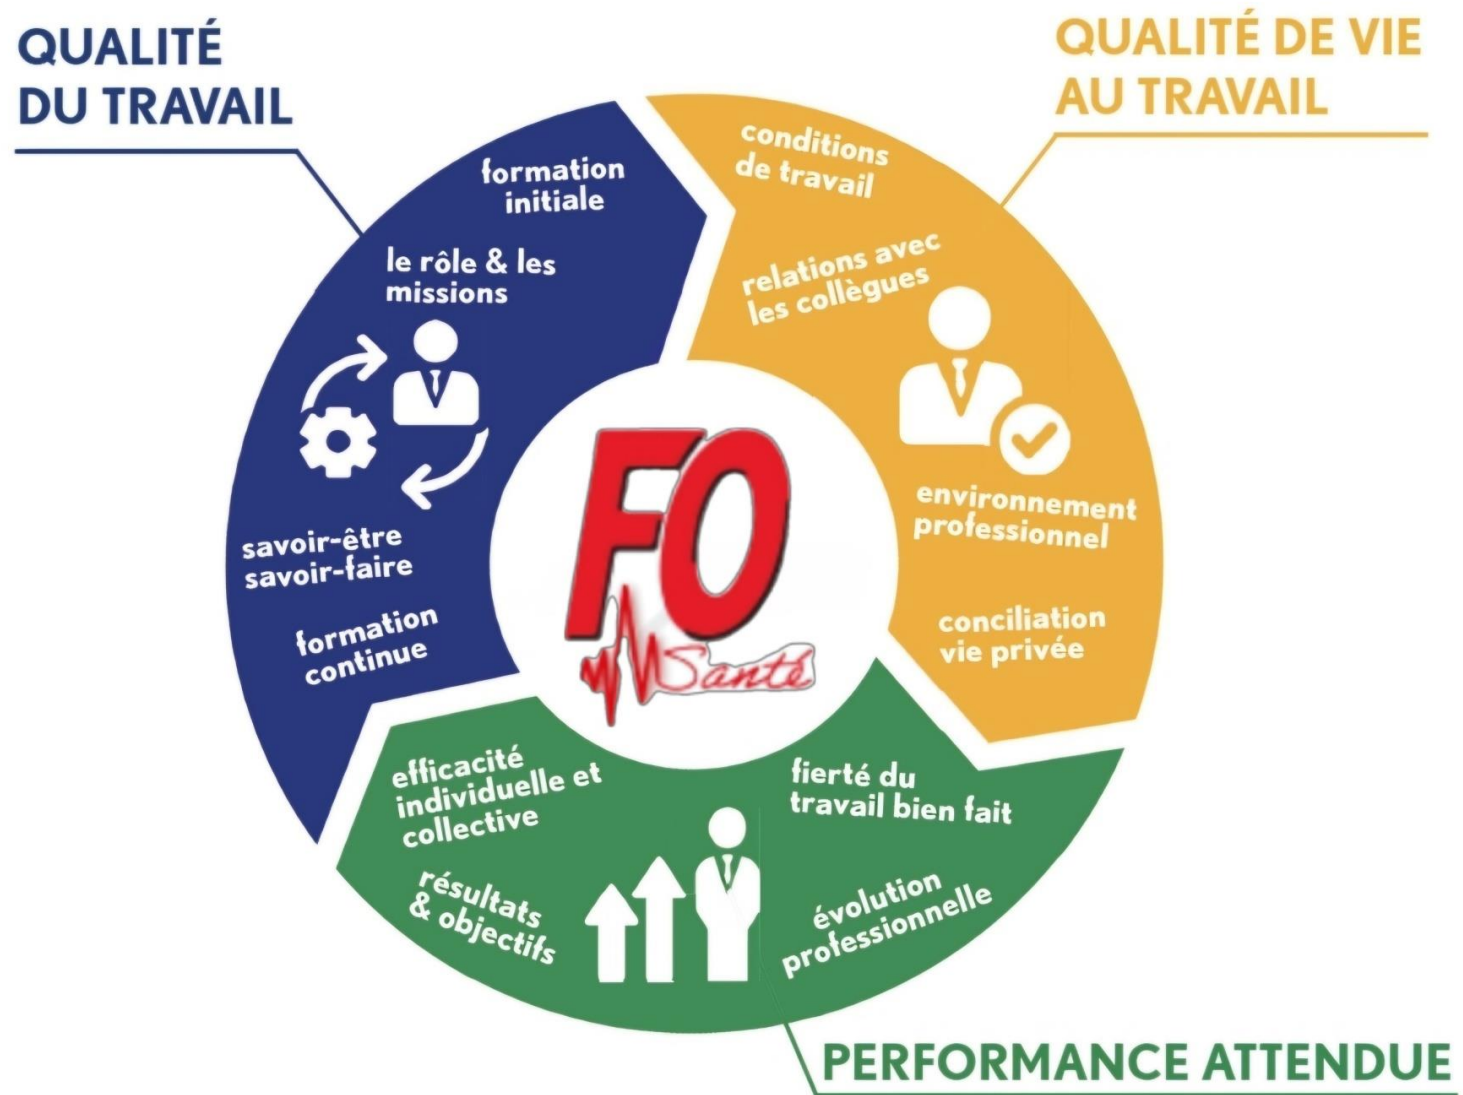 QUALITÉ
DU TRAVAIL
QUALITÉ DE VIE
AU TRAVAIL
formation
initiale
le rôle & les
missions
savoir-être
savoir-faire
formation
continue
conditions
de travail
relations avec
les collègues
environnement
professionnel
conciliation
vie privée
FO
Santé
efficacité
individuelle et
collective
résultats
& objectifs
fierté du
travail bien fait
évolution
professionnelle
PERFORMANCE ATTENDUE